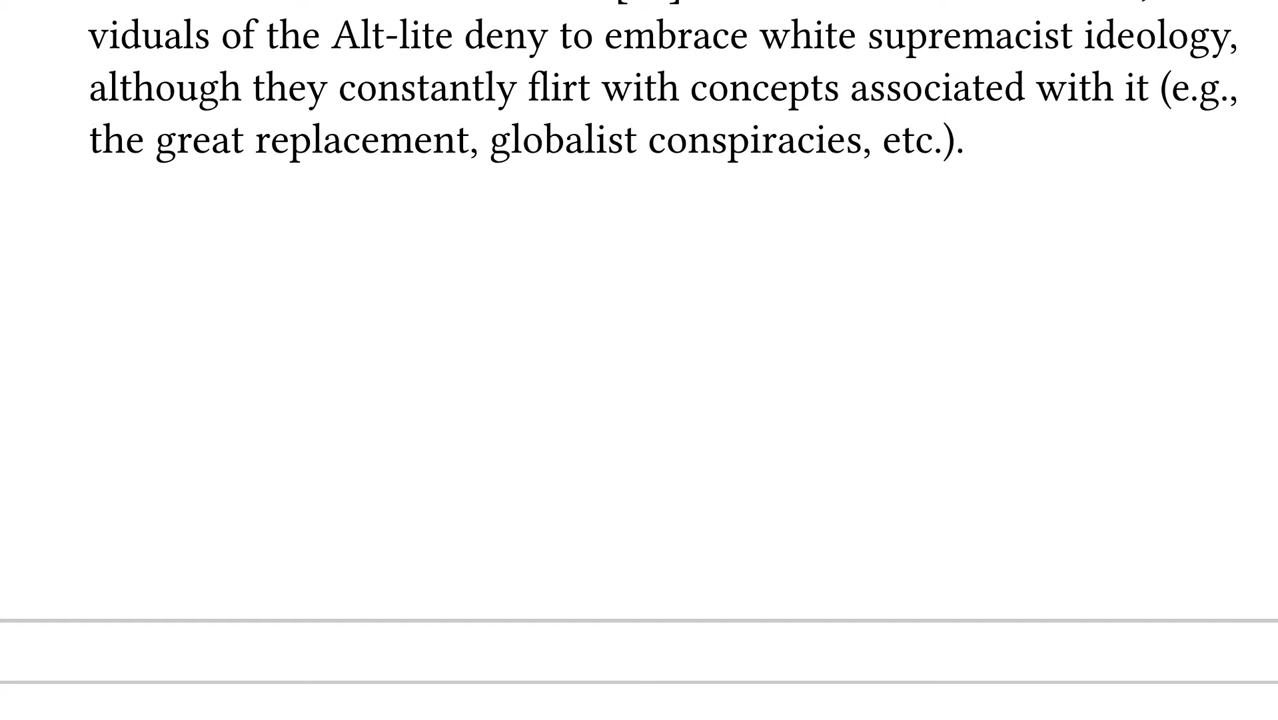 viduals of the Alt-lite deny to embrace white supremacist ideology,
although they constantly flirt with concepts associated with it (e.g.,
the great replacement, globalist conspiracies, etc.).